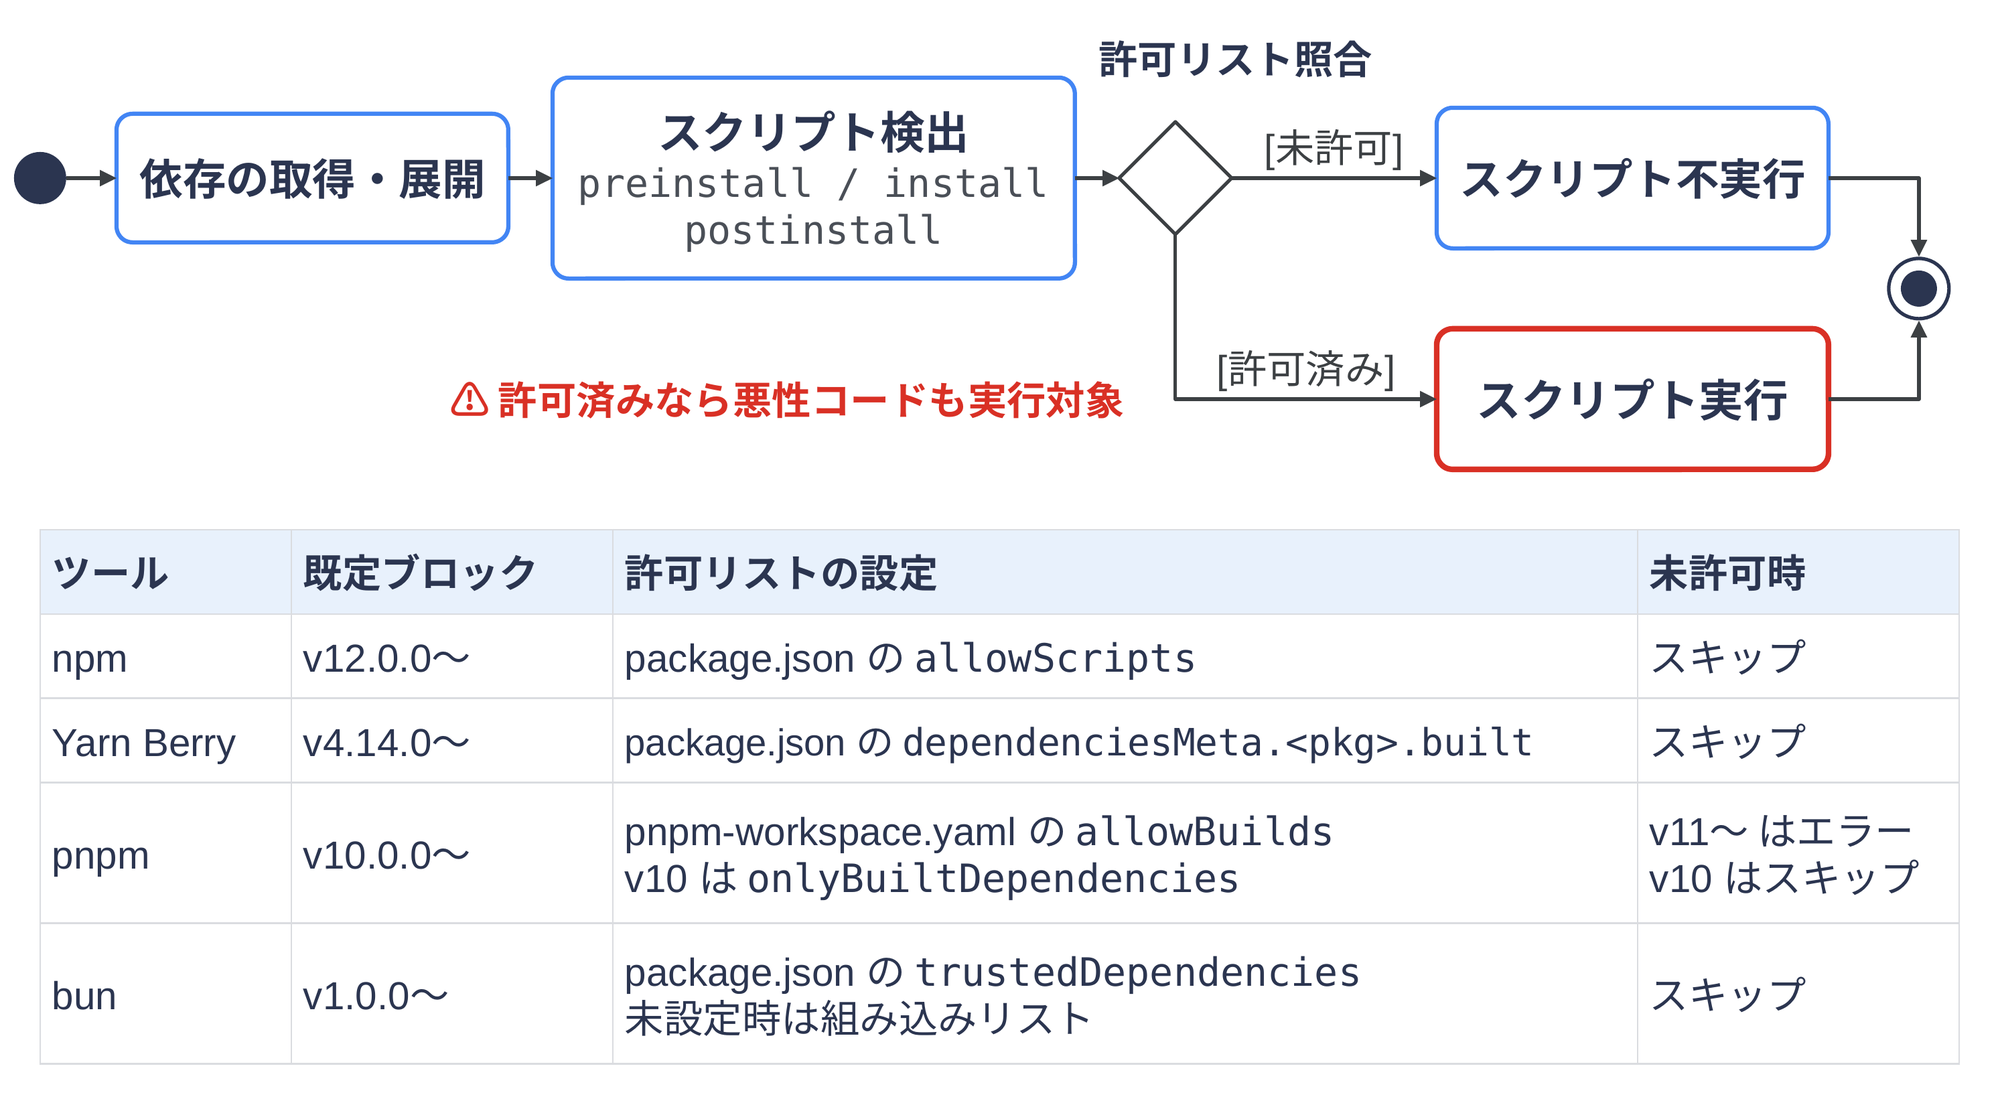 許可リスト照合
依存の取得・展開
スクリプト検出
preinstall / install
postinstall
[未許可]
スクリプト不実行
[許可済み]
スクリプト実行
⚠ 許可済みなら悪性コードも実行対象
ツール 既定ブロック 許可リストの設定 未許可時
npm v12.0.0〜 package.json の allowScripts スキップ
Yarn Berry v4.14.0〜 package.json の dependenciesMeta.<pkg>.built スキップ
pnpm v10.0.0〜 pnpm-workspace.yaml の allowBuilds v11〜 はエラー
v10 は onlyBuiltDependencies v10 はスキップ
bun v1.0.0〜 package.json の trustedDependencies スキップ
未設定時は組み込みリスト